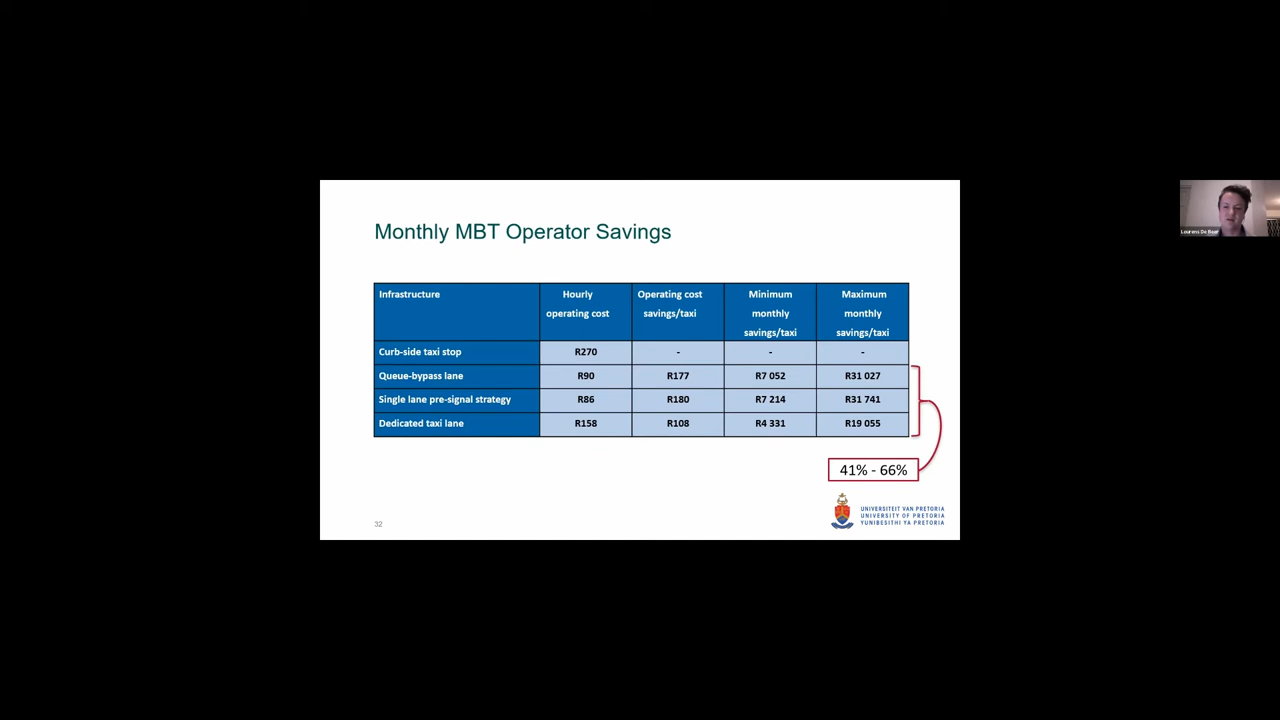 Monthly MBT Operator Savings
Infrastructure
Hourly operating cost
Operating cost savings/taxi
Minimum monthly savings/taxi
Maximum monthly savings/taxi
Curb-side taxi stop R270 - - -
Queue-bypass lane R90 R177 R7 052 R31 027
Single lane pre-signal strategy R86 R180 R7 214 R31 741
Dedicated taxi lane R158 R108 R4 331 R19 055
41% - 66%
32
UNIVERSITEIT VAN PRETORIA
UNIVERSITY OF PRETORIA
YUNIBESITHI YA PRETORIA
Lourens De Beer